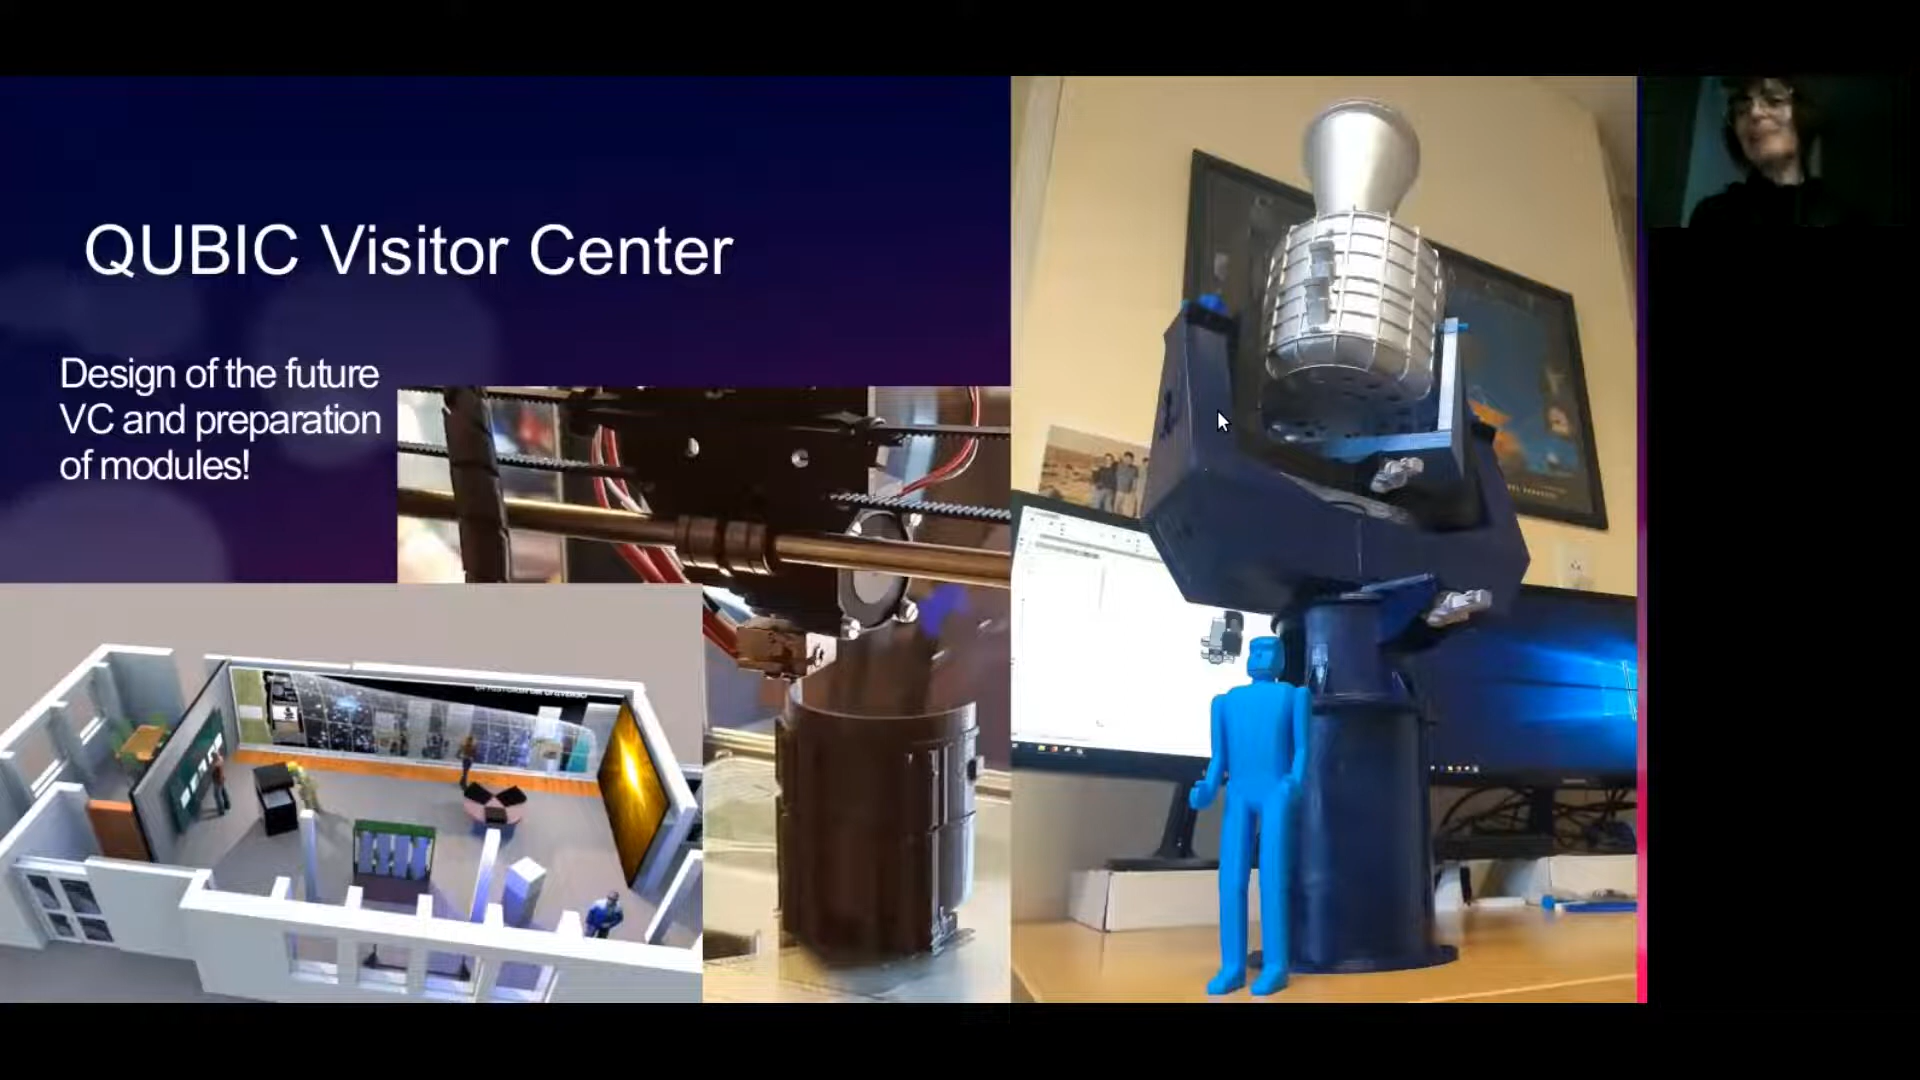 QUBIC Visitor Center
Design of the future
VC and preparation
of modules!